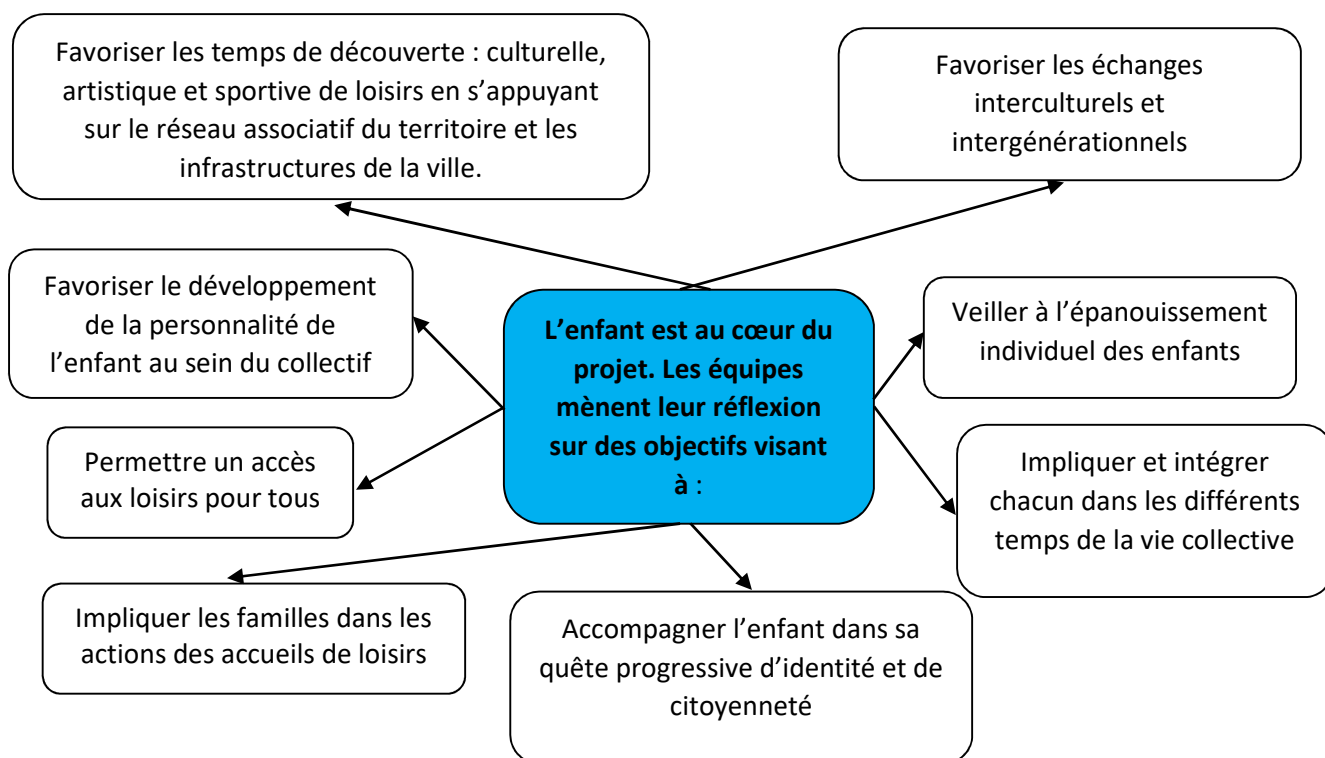 Favoriser les temps de découverte : culturelle,
artistique et sportive de loisirs en s’appuyant
sur le réseau associatif du territoire et les
infrastructures de la ville.
Favoriser les échanges
interculturels et
intergénérationnels
Favoriser le développement
de la personnalité de
l’enfant au sein du collectif
L’enfant est au cœur du
projet. Les équipes
mènent leur réflexion
sur des objectifs visant
à :
Veiller à l’épanouissement
individuel des enfants
Permettre un accès
aux loisirs pour tous
Impliquer et intégrer
chacun dans les différents
temps de la vie collective
Impliquer les familles dans les
actions des accueils de loisirs
Accompagner l’enfant dans sa
quête progressive d’identité et de
citoyenneté